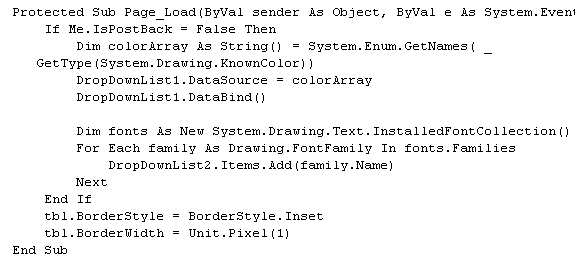 Protected Sub Page_Load(ByVal sender As Object, ByVal e As System.Event
    If Me.IsPostBack = False Then
        Dim colorArray As String() = System.Enum.GetNames( _
   GetType(System.Drawing.KnownColor))
        DropDownList1.DataSource = colorArray
        DropDownList1.DataBind()

        Dim fonts As New System.Drawing.Text.InstalledFontCollection()
        For Each family As Drawing.FontFamily In fonts.Families
            DropDownList2.Items.Add(family.Name)
        Next
    End If
    tbl.BorderStyle = BorderStyle.Inset
    tbl.BorderWidth = Unit.Pixel(1)
End Sub